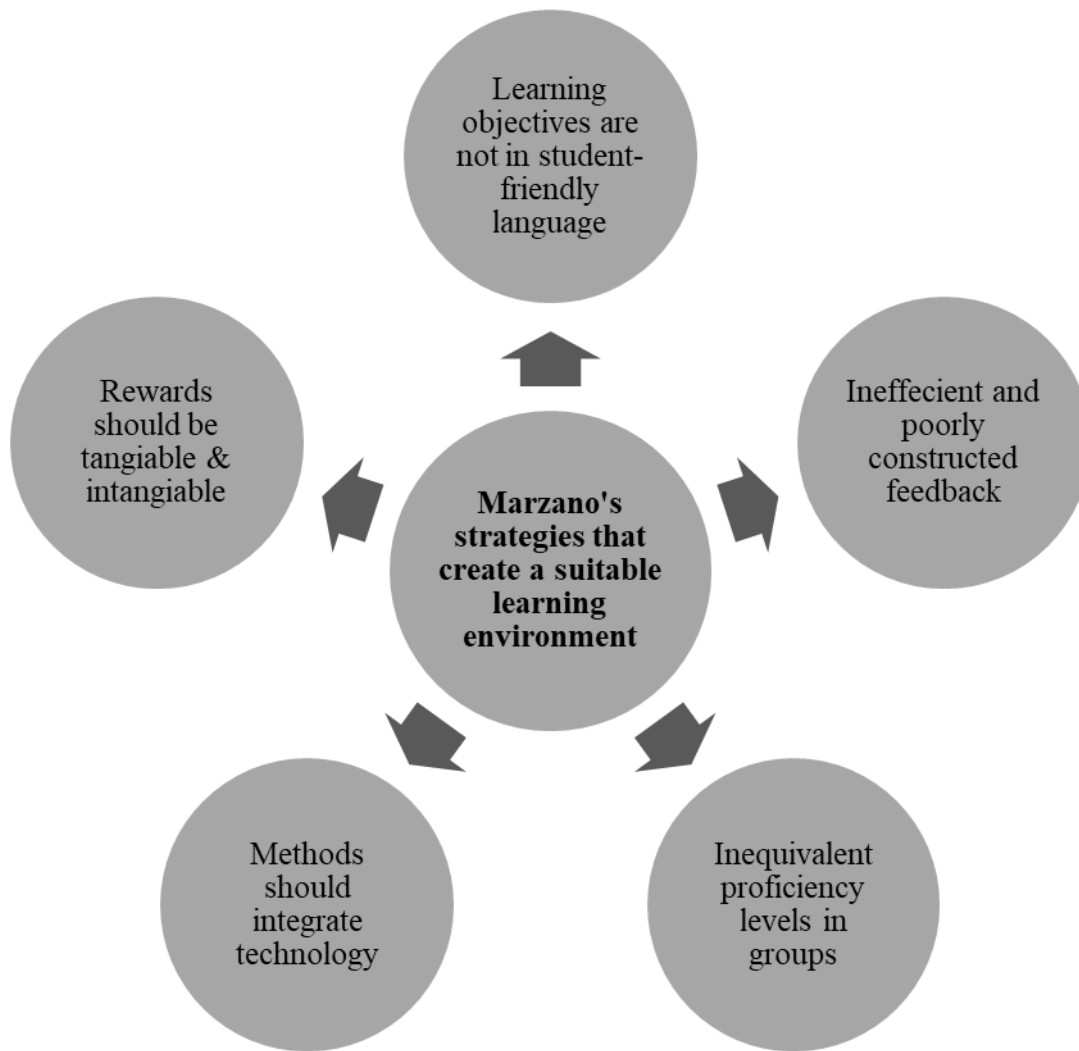 Learning
objectives are
not in student-
friendly
language
Rewards
should be
tangiable &
intangiable
Ineffecient and
poorly
constructed
feedback
Marzano's
strategies that
create a suitable
learning
environment
Methods
should
integrate
technology
Inequivalent
proficiency
levels in
groups